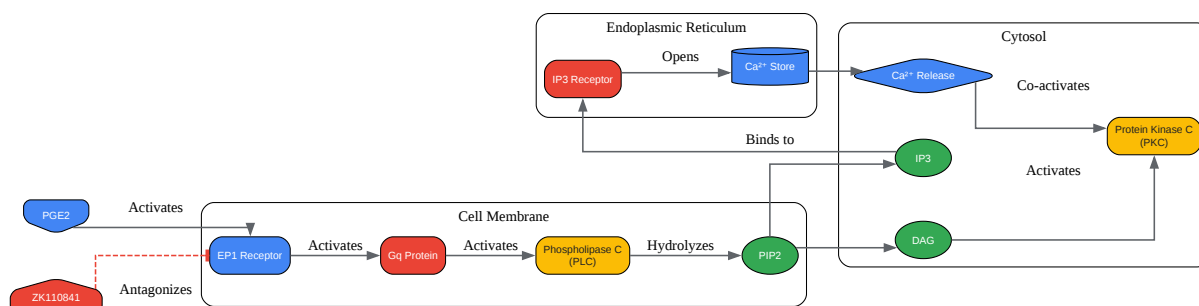 Endoplasmic Reticulum
Cytosol
Opens
IP3 Receptor
Ca²⁺ Store
Ca²⁺ Release
Co-activates
Protein Kinase C
(PKC)
Binds to
IP3
Activates
PGE2
Activates
Cell Membrane
EP1 Receptor
Activates
Gq Protein
Activates
Phospholipase C
(PLC)
Hydrolyzes
PIP2
DAG
Antagonizes
ZK110841